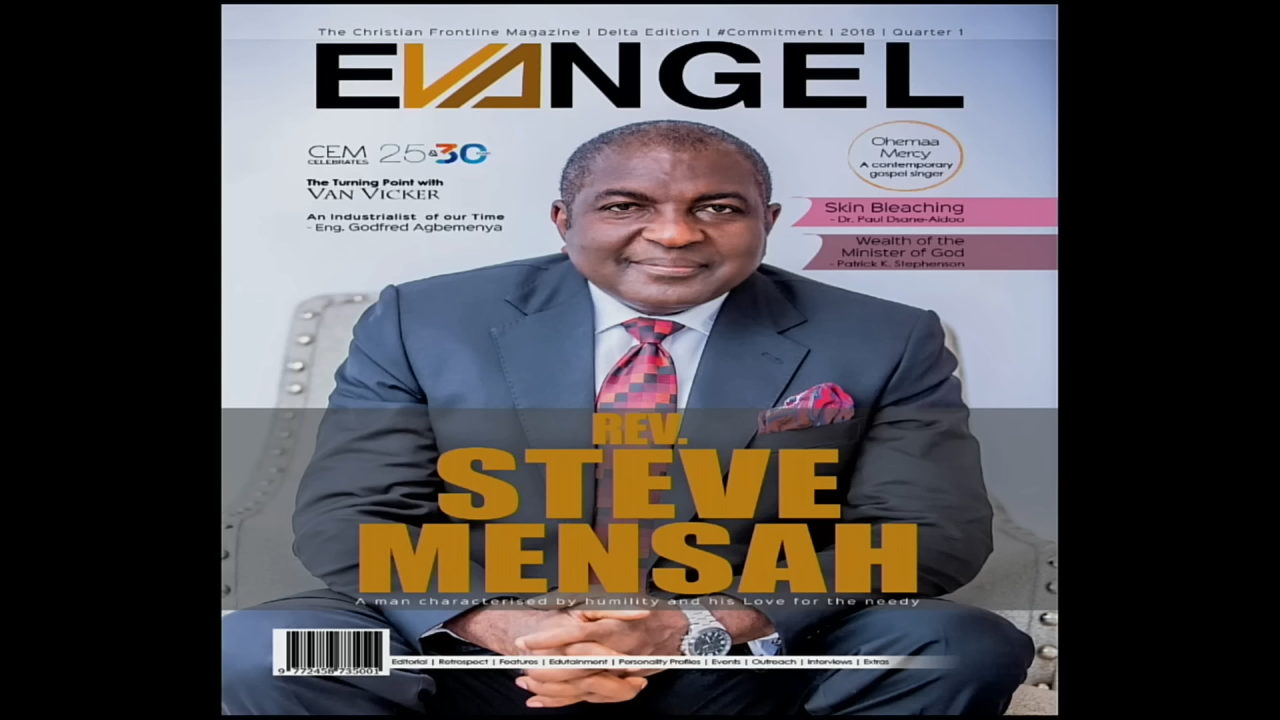 The Christian Frontline Magazine | Delta Edition | #Commitment | 2018 | Quarter 1
EVANGEL
CEM
CELEBRATES
25&30
The Turning Point with
VAN VICKER
An Industrialist of our Time
- Eng. Godfred Agbemenya
Ohemaa
Mercy
A contemporary
gospel singer
Skin Bleaching
- Dr. Paul Dsane-Aidoo
Wealth of the
Minister of God
- Patrick K. Stephenson
REV.
STEVE
MENSAH
A man characterised by humility and his Love for the needy
Editorial | Retrospect | Features | Edutainment | Personality Profiles | Events | Outreach | Interviews | Extras
9 772458 735001